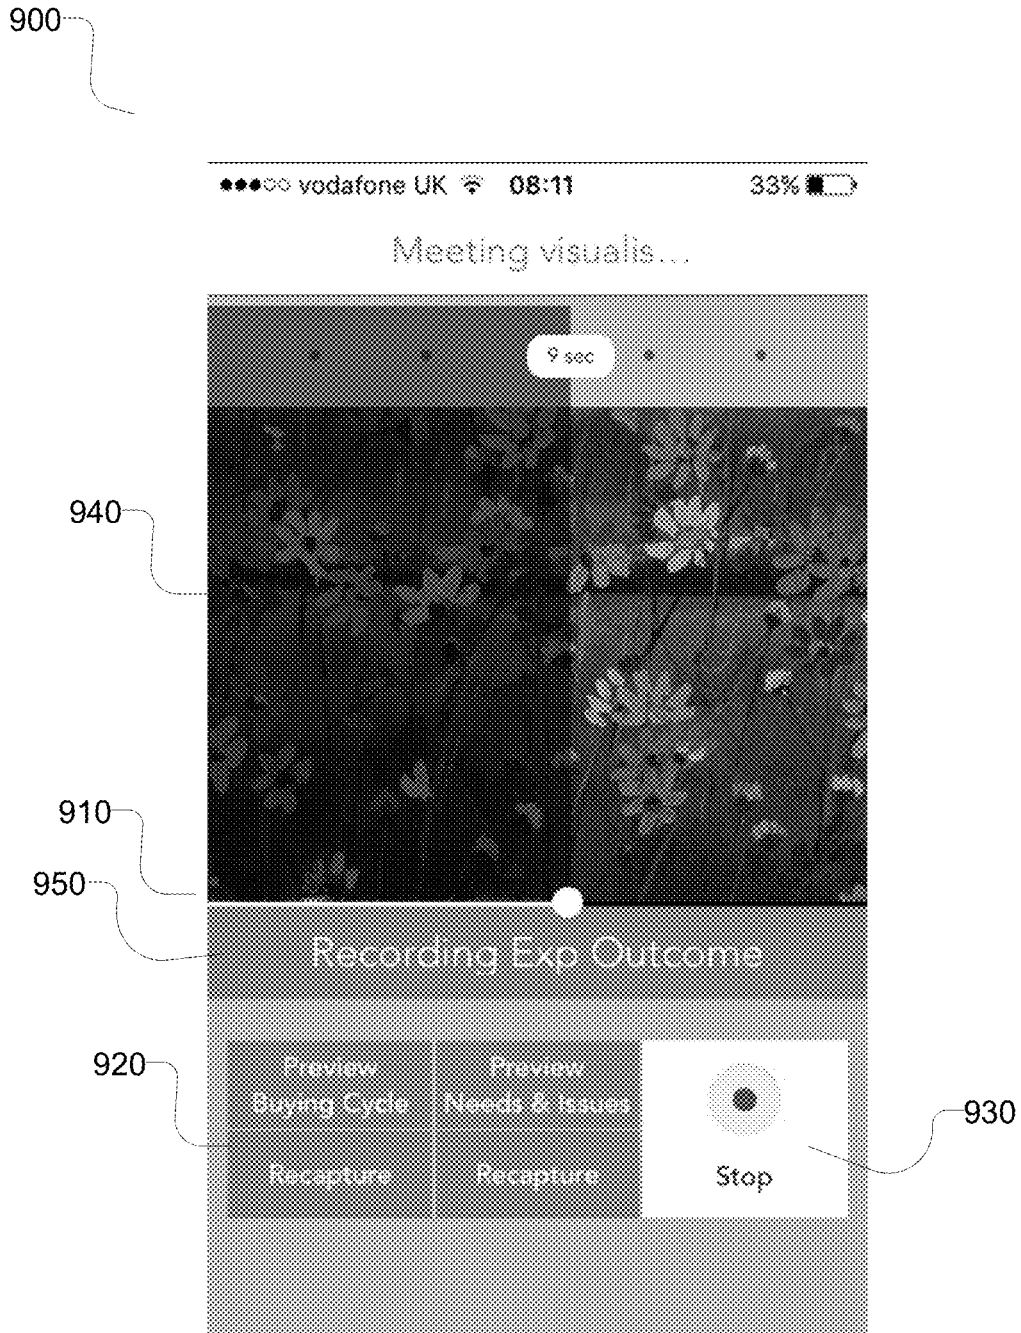 900
●●●○○ vodafone UK 08:11 33%
Meeting visualis...
9 sec
940
910
950
Recording Exp Outcome
920
Preview
Buying Cycle
Recapture
Preview
Needs & Issues
Recapture
Stop
930